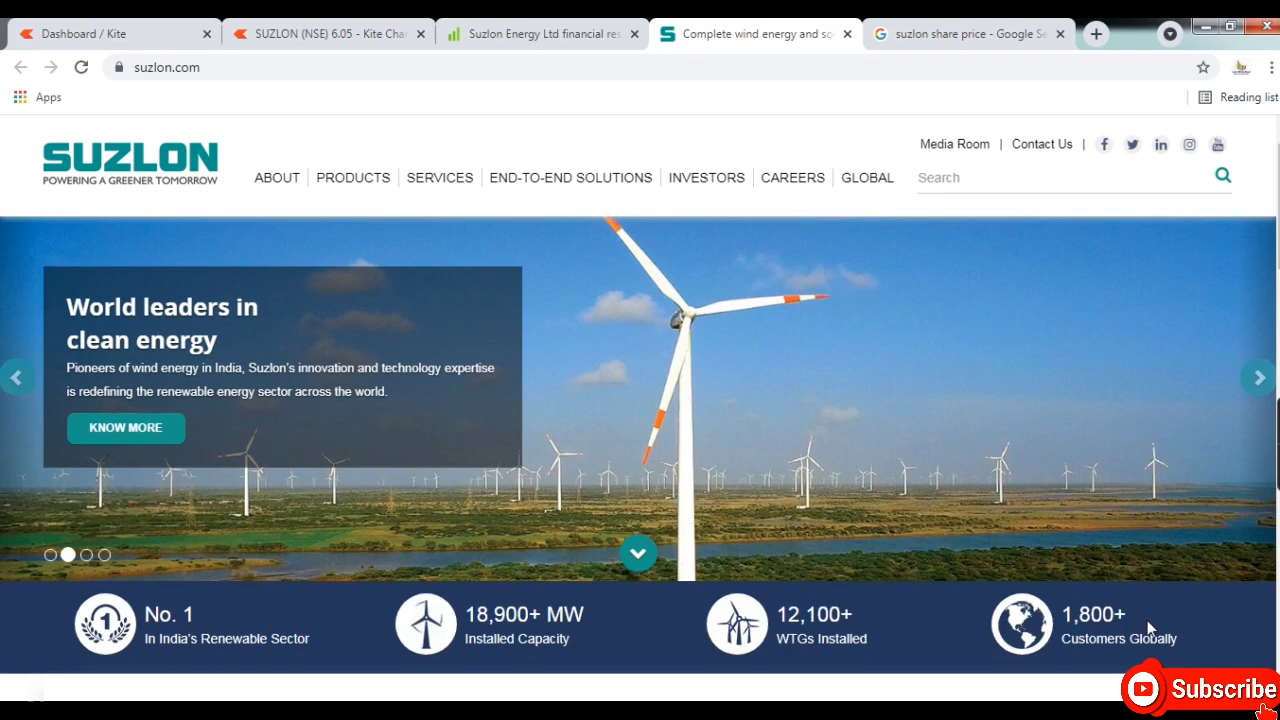 Dashboard / Kite
SUZLON (NSE) 6.05 - Kite Cha
Suzlon Ltd financial res
Complete wind energy and so
suzlon share price - Google Se
suzlon.com
Apps
Reading list
SUZLON
POWERING A GREENER TOMORROW
Media Room | Contact Us |
ABOUT | PRODUCTS | SERVICES | END-TO-END SOLUTIONS | INVESTORS | CAREERS | GLOBAL
Search
World leaders in
clean energy
Pioneers of wind energy in India, Suzlon's innovation and technology expertise
is redefining the renewable energy sector across the world.
KNOW MORE
No. 1
In India's Renewable Sector
18,900+ MW
Installed Capacity
12,100+
WTGs Installed
1,800+
Customers Globally
Subscribe